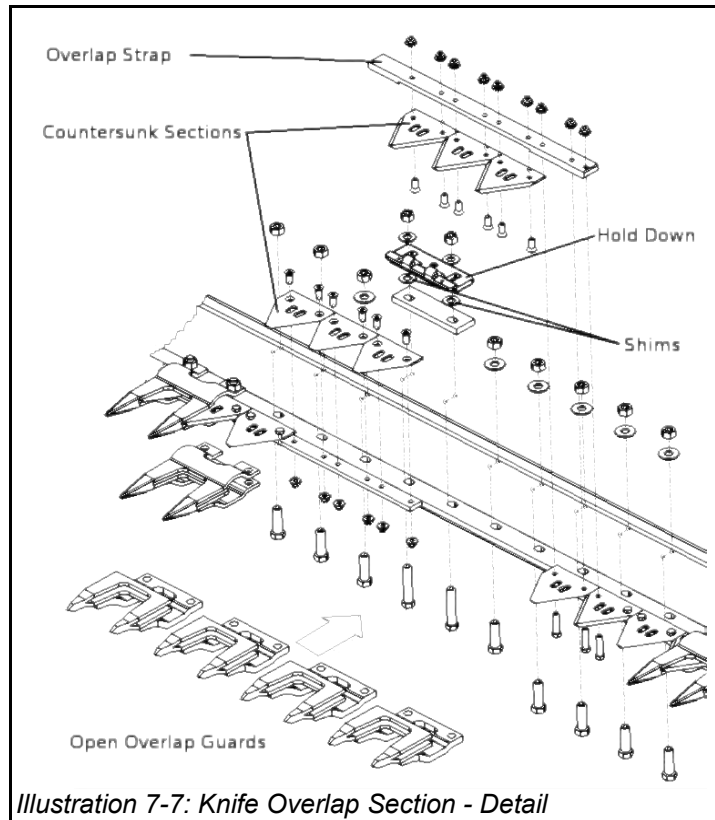 Overlap Strap
Countersunk Sections
Hold Down
Shims
Open Overlap Guards
Illustration 7-7: Knife Overlap Section - Detail